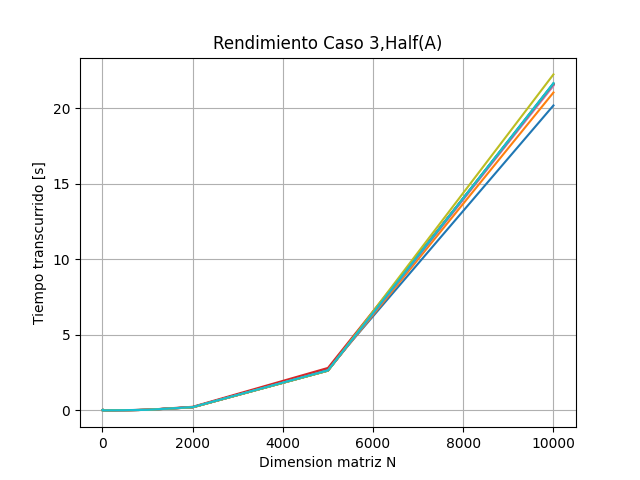 Rendimiento Caso 3,Half(A)
Tiempo transcurrido [s]
20
15
10
5
0
0 2000 4000 6000 8000 10000
Dimension matriz N